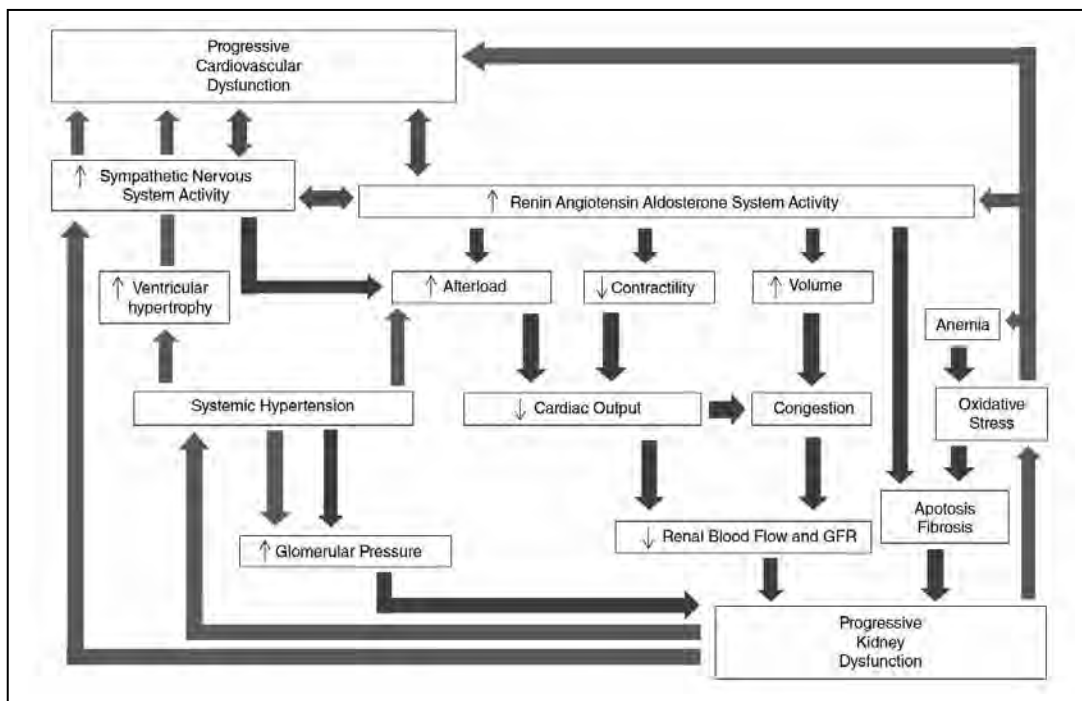 Progressive
Cardiovascular
Dysfunction
↑ Sympathetic Nervous
System Activity
↑ Renin Angiotensin Aldosterone System Activity
↑ Ventricular
hypertrophy
↑ Afterload
↓ Contractility
↑ Volume
Anemia
Systemic Hypertension
↓ Cardiac Output
Congestion
Oxidative
Stress
↑ Glomerular Pressure
↓ Renal Blood Flow and GFR
Apotosis
Fibrosis
Progressive
Kidney
Dysfunction